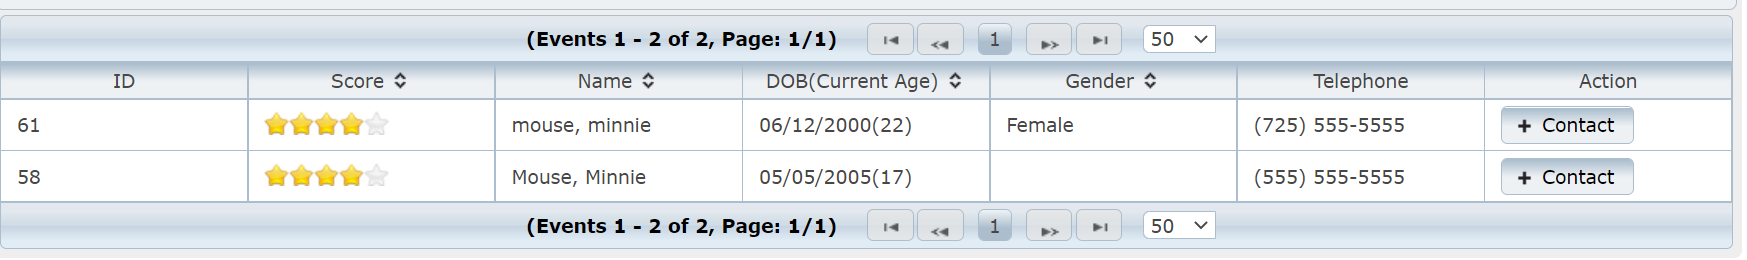 (Events 1 - 2 of 2, Page: 1/1) 1 50
ID Score Name DOB(Current Age) Gender Telephone Action
61 mouse, minnie 06/12/2000(22) Female (725) 555-5555 + Contact
58 Mouse, Minnie 05/05/2005(17) (555) 555-5555 + Contact
(Events 1 - 2 of 2, Page: 1/1) 1 50